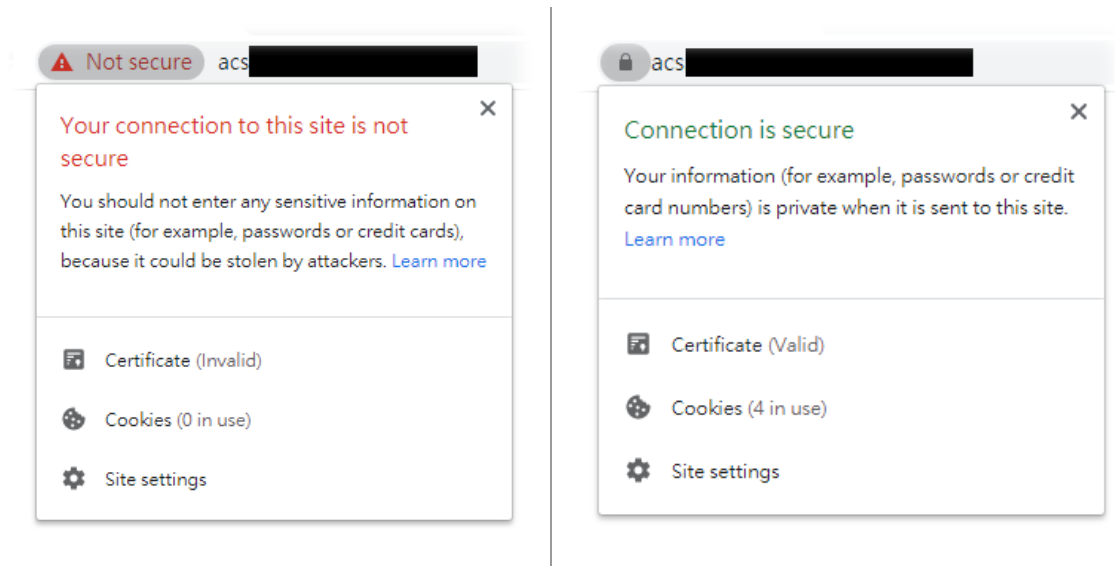 Not secure acs
Your connection to this site is not
secure
You should not enter any sensitive information on
this site (for example, passwords or credit cards),
because it could be stolen by attackers. Learn more
Certificate (Invalid)
Cookies (0 in use)
Site settings
acs
Connection is secure
Your information (for example, passwords or credit
card numbers) is private when it is sent to this site.
Learn more
Certificate (Valid)
Cookies (4 in use)
Site settings